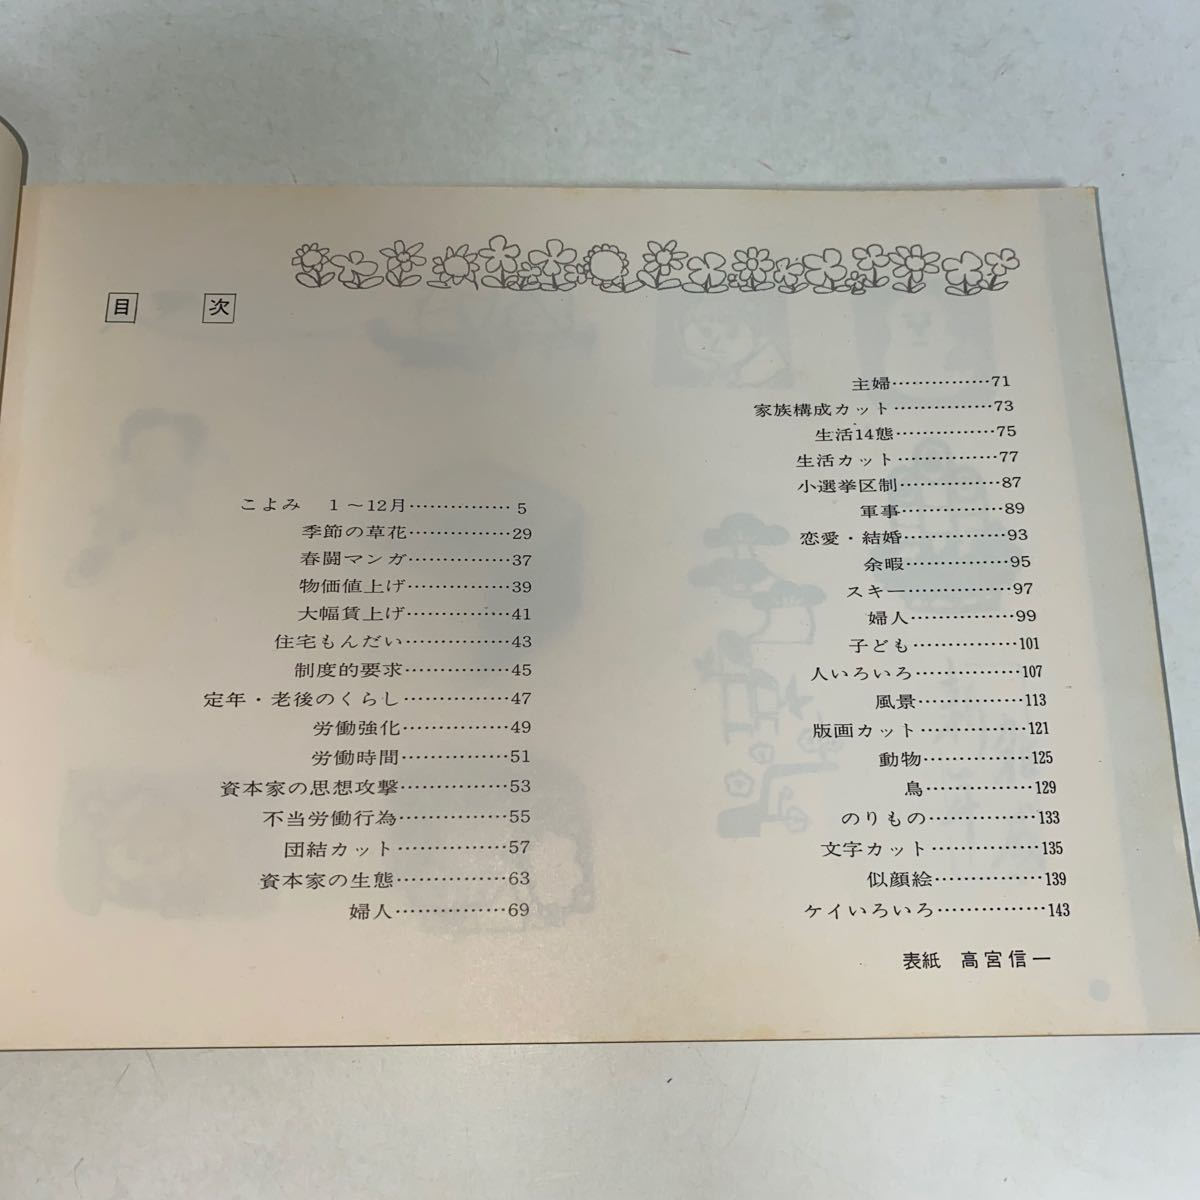 目次
こよみ　1～12月……………5
季節の草花……………29
春闘マンガ……………37
物価値上げ……………39
大幅賃上げ……………41
住宅もんだい……………43
制度的要求……………45
定年・老後のくらし……………47
労働強化……………49
労働時間……………51
資本家の思想攻撃……………53
不当労働行為……………55
団結カット……………57
資本家の生態……………63
婦人……………69
主婦……………71
家族構成カット……………73
生活14態……………75
生活カット……………77
小選挙区制……………87
軍事……………89
恋愛・結婚……………93
余暇……………95
スキー……………97
婦人……………99
子ども……………101
人いろいろ……………107
風景……………113
版画カット……………121
動物……………125
鳥……………129
のりもの……………133
文字カット……………135
似顔絵……………139
ケイいろいろ……………143
表紙　高宮信一